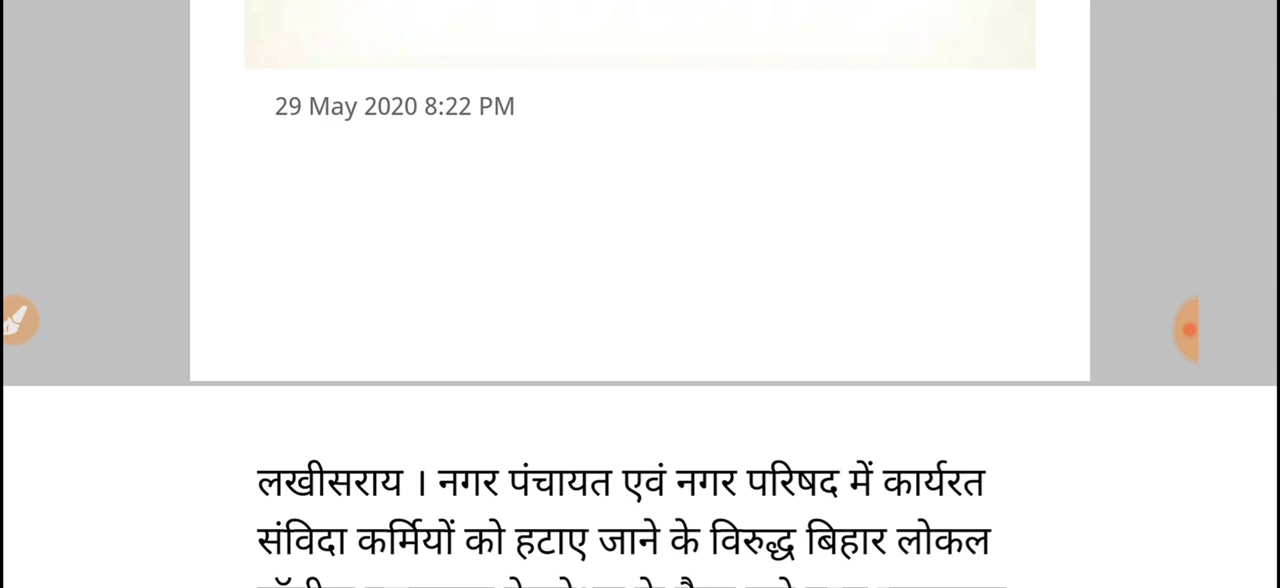 29 May 2020 8:22 PM
लखीसराय । नगर पंचायत एवं नगर परिषद में कार्यरत
संविदा कर्मियों को हटाए जाने के विरुद्ध बिहार लोकल